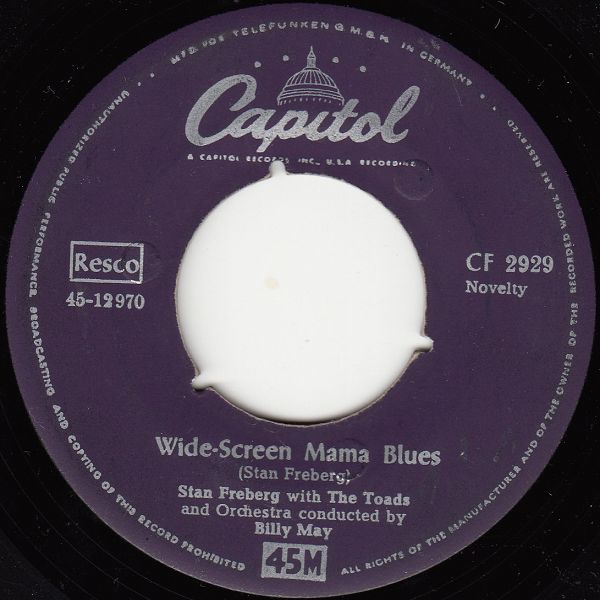 MFG. FOR TELEFUNKEN G.M.B.H. IN GERMANY
Capitol
A CAPITOL RECORDS INC., U.S.A. RECORDING
Resco
45-12970
CF 2929
Novelty
Wide-Screen Mama Blues
(Stan Freberg)
Stan Freberg with The Toads
and Orchestra conducted by
Billy May
45M
UNAUTHORIZED PUBLIC PERFORMANCE, BROADCASTING AND COPYING OF THIS RECORD PROHIBITED
ALL RIGHTS OF THE MANUFACTURER AND OF THE OWNER OF THE RECORDED WORK ARE RESERVED